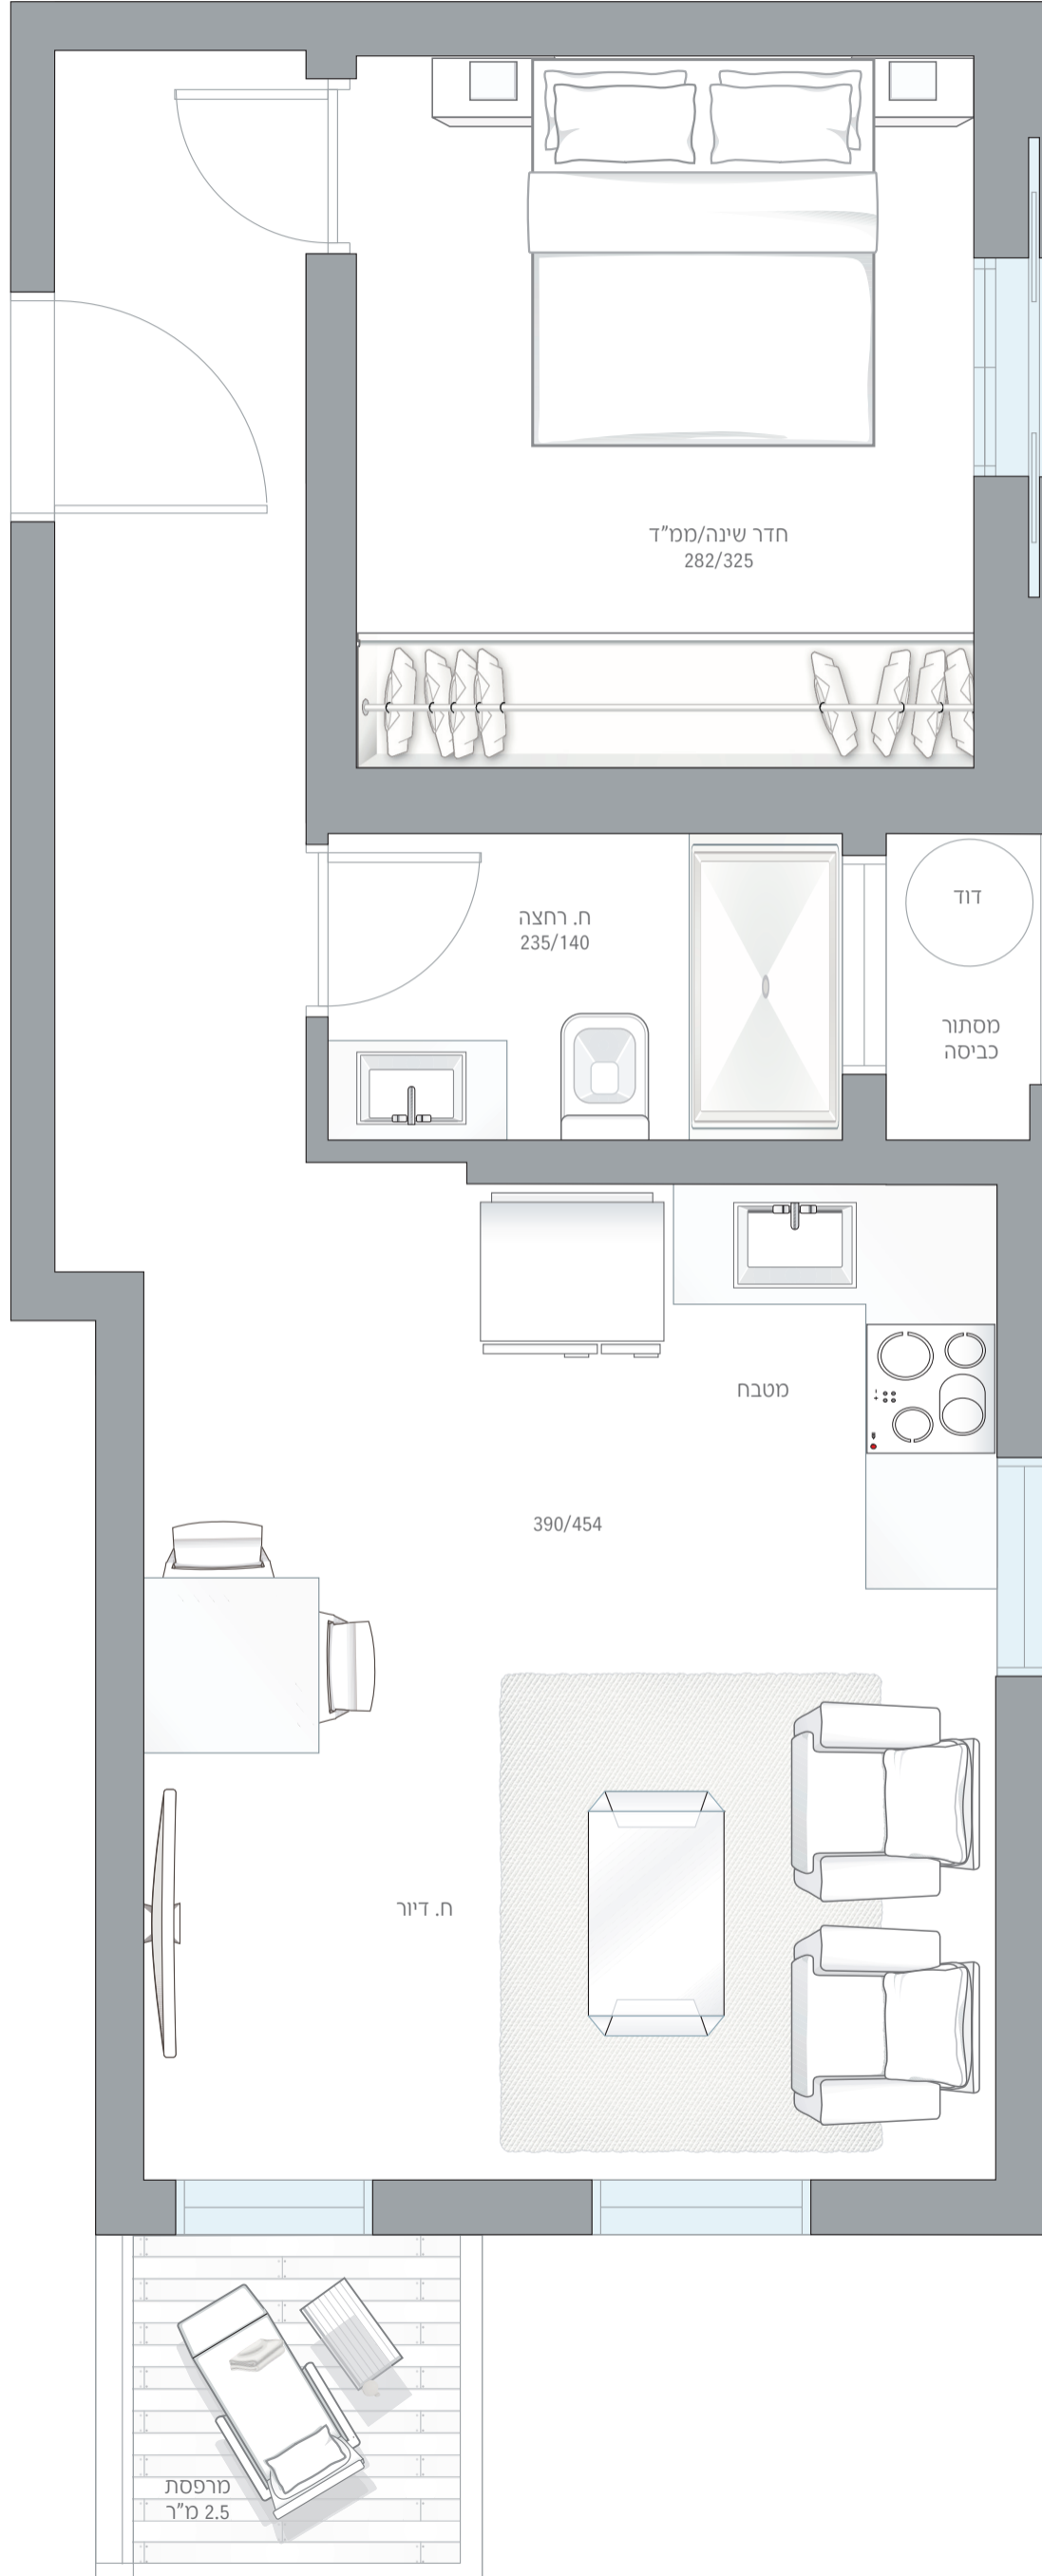 חדר שינה/ממ"ד
282/325
ח. רחצה
235/140
דוד
מסתור
כביסה
מטבח
390/454
ח. דיור
מרפסת
2.5 מ"ר